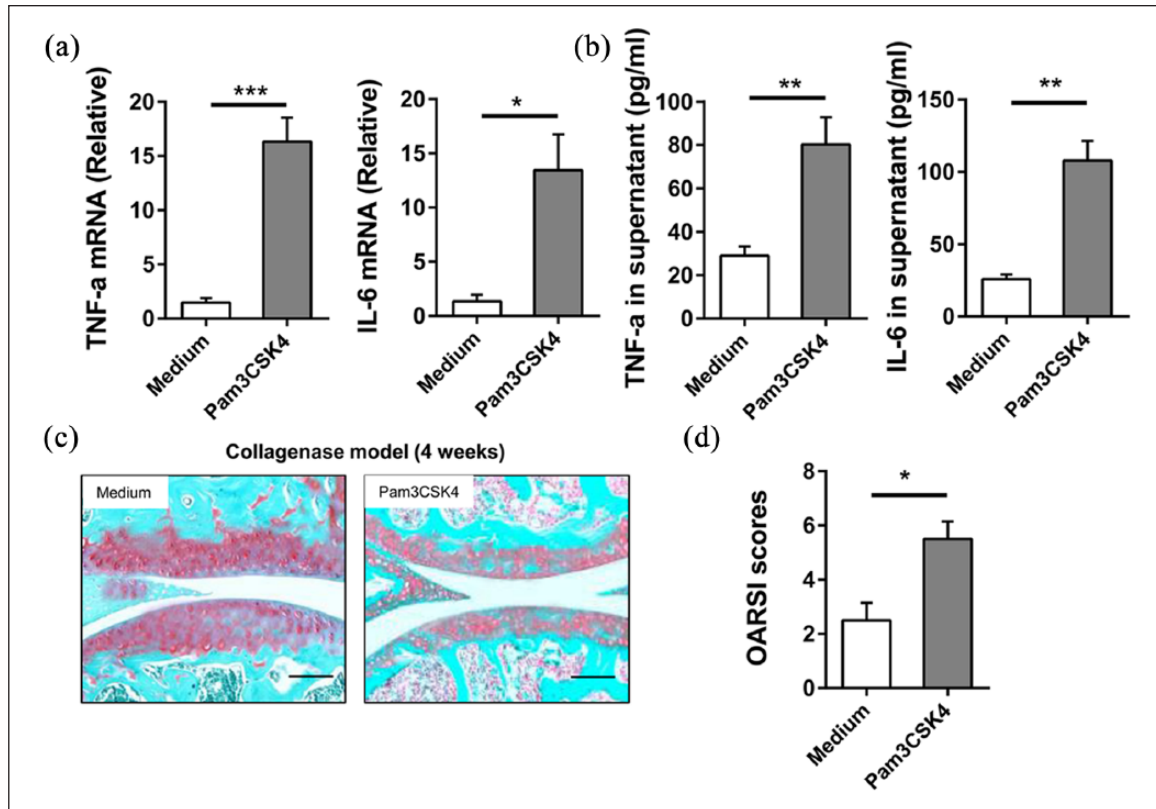 (a)
TNF-a mRNA (Relative)
20
15
10
5
0
***
Medium
Pam3CSK4
IL-6 mRNA (Relative)
20
15
10
5
0
*
Medium
Pam3CSK4
(b)
TNF-a in supernatant (pg/ml)
100
80
60
40
20
0
**
Medium
Pam3CSK4
IL-6 in supernatant (pg/ml)
150
100
50
0
**
Medium
Pam3CSK4
(c)
Collagenase model (4 weeks)
Medium
Pam3CSK4
(d)
OARSI scores
8
6
4
2
0
*
Medium
Pam3CSK4